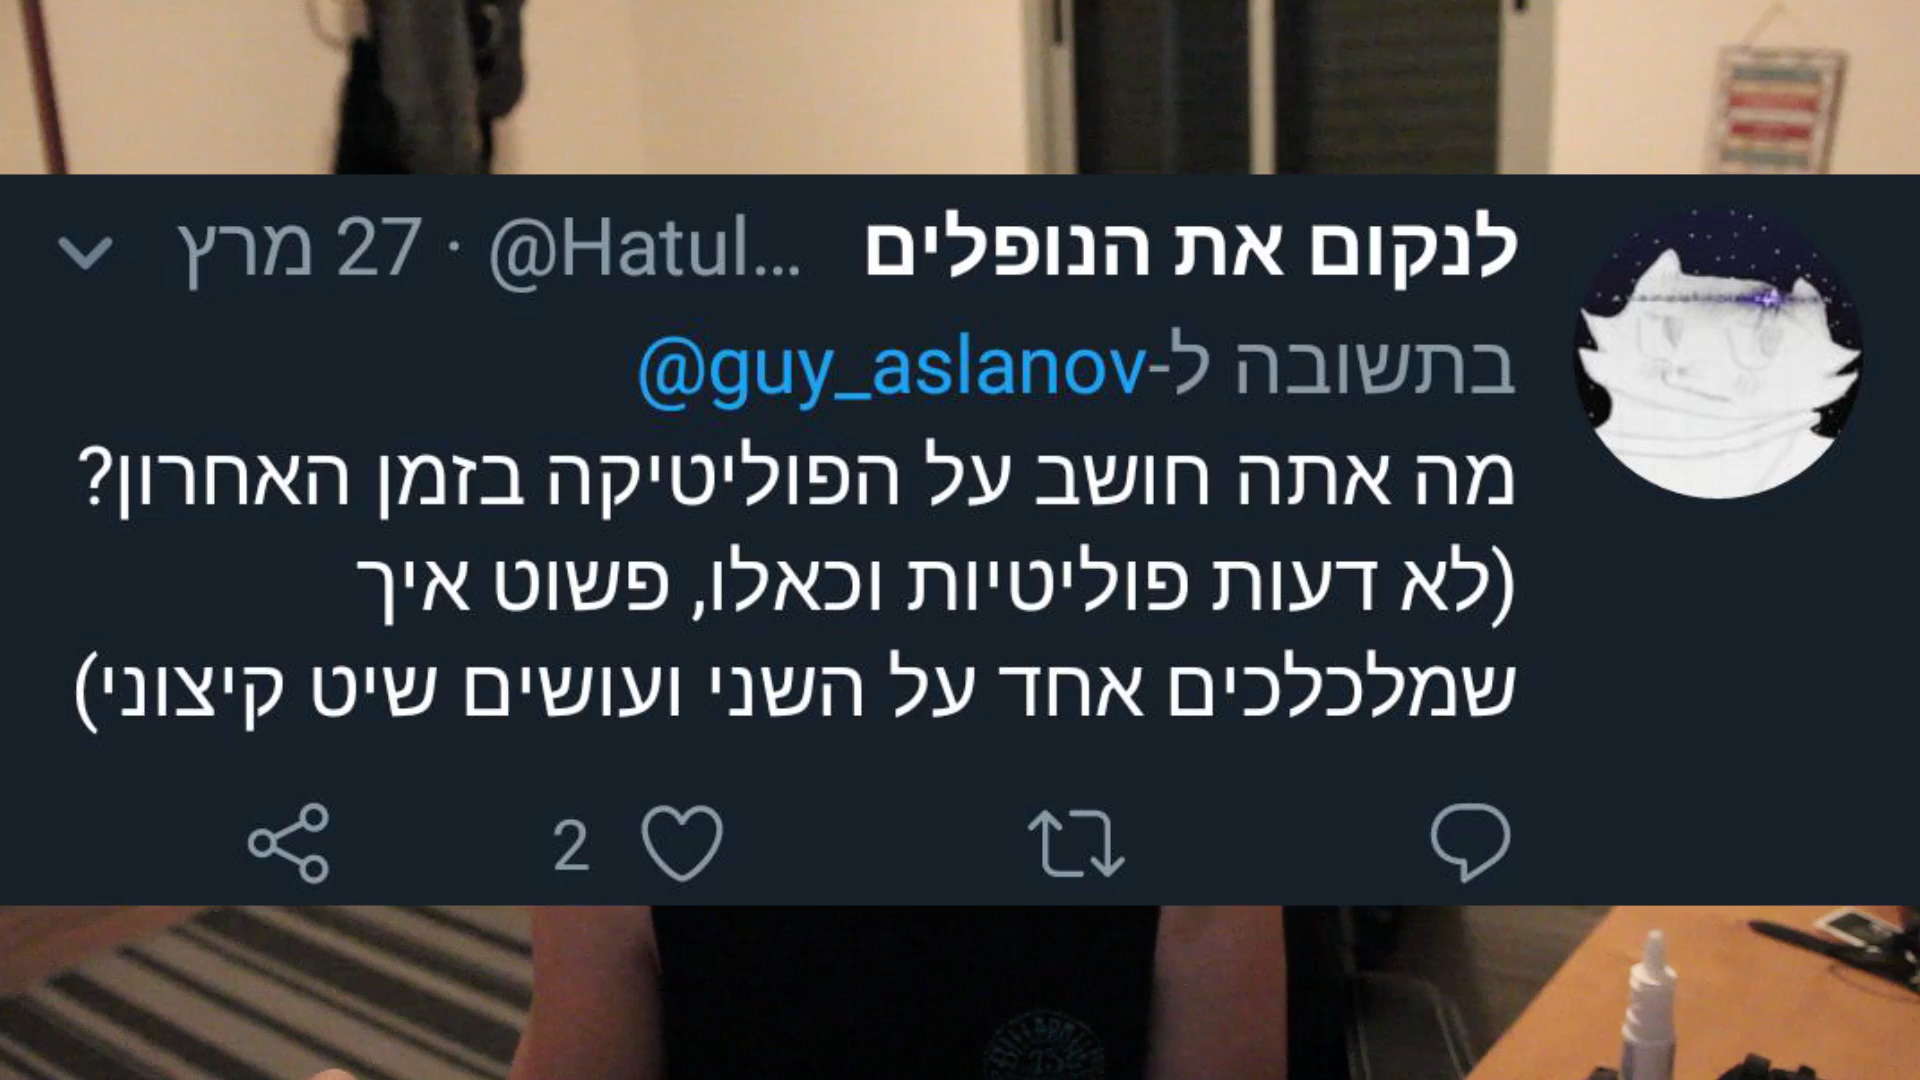 לנקום את הנופלים @Hatul... · 27 מרץ
בתשובה ל-@guy_aslanov
מה אתה חושב על הפוליטיקה בזמן האחרון?
(לא דעות פוליטיות וכאלו, פשוט איך
שמלכלכים אחד על השני ועושים שיט קיצוני)
2